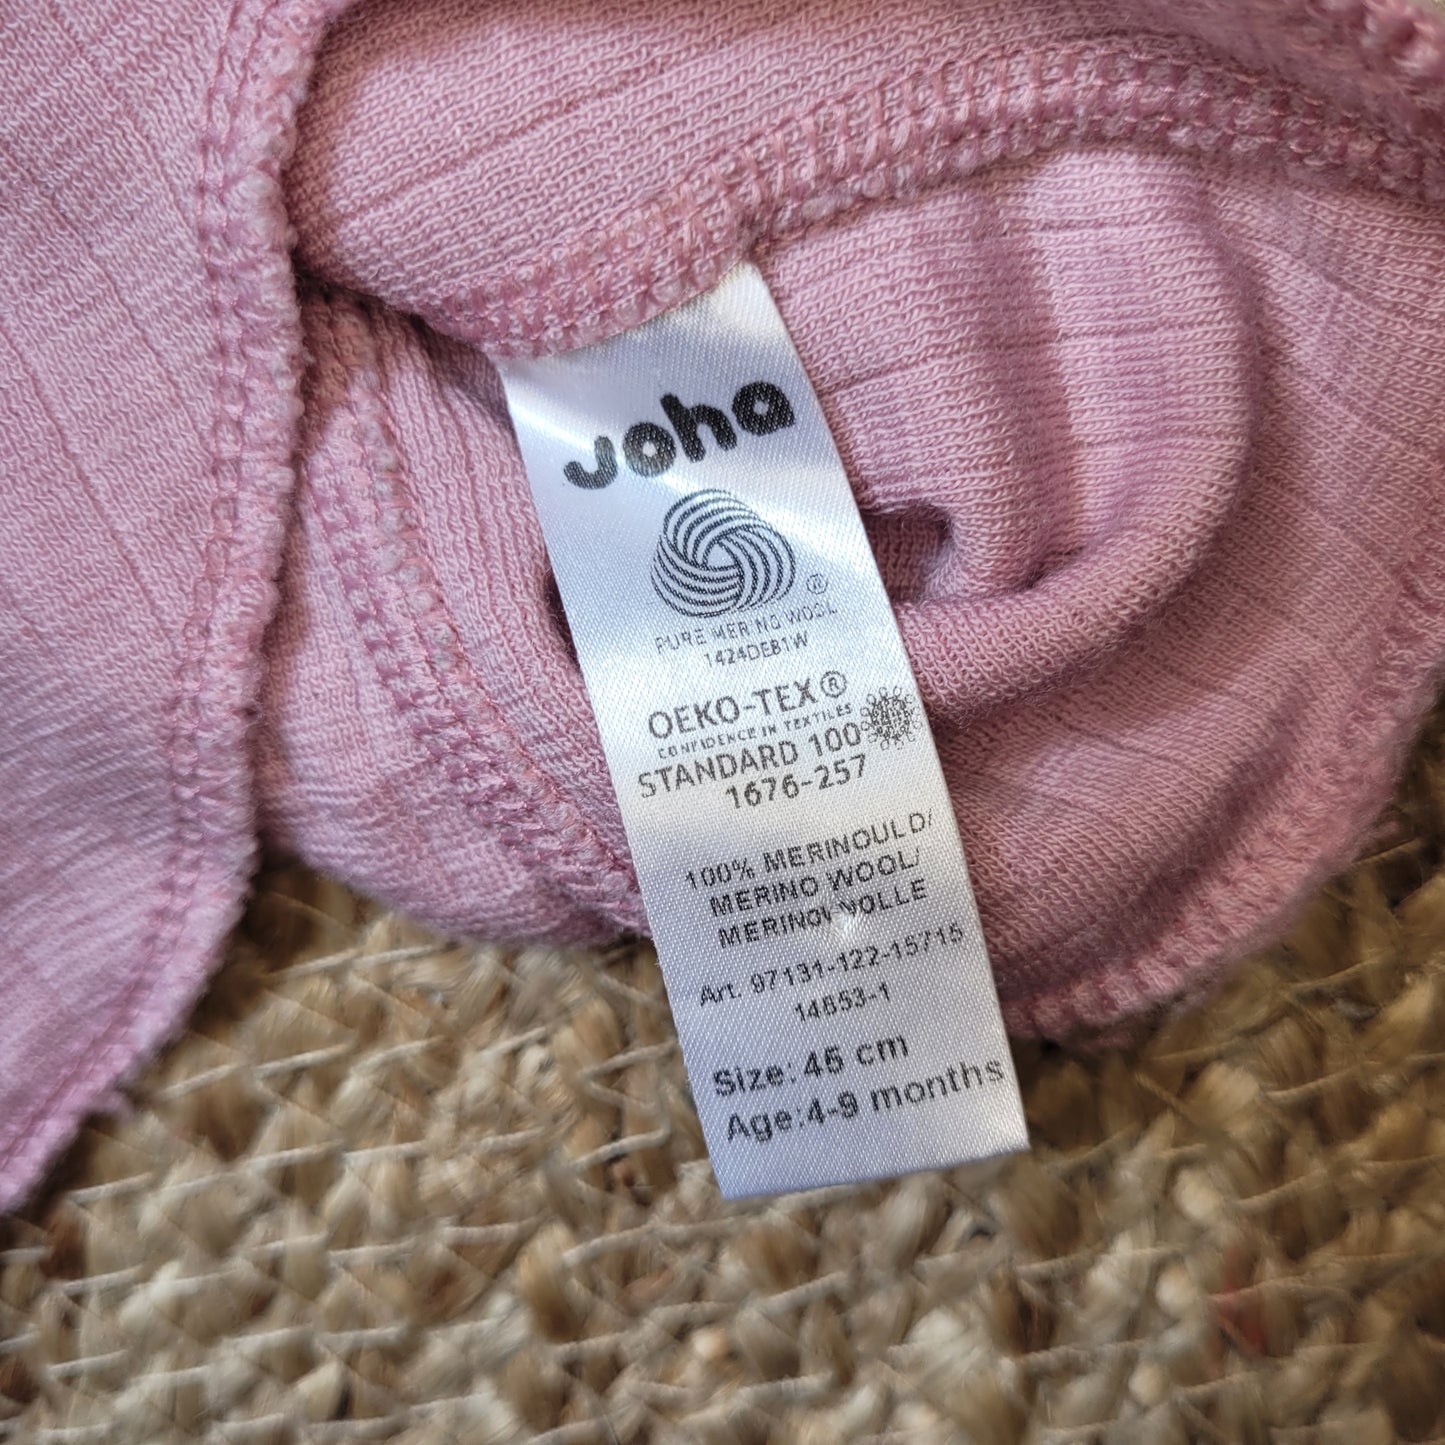 joha
®
PURE MERINO WOOL
1424DEB1W
OEKO-TEX®
CONFIDENCE IN TEXTILES
STANDARD 100
1676-257
100% MERINOULD/
MERINO WOOL/
MERINOWOLLE
Art. 97131-122-15715
14653-1
Size: 45 cm
Age:4-9 months